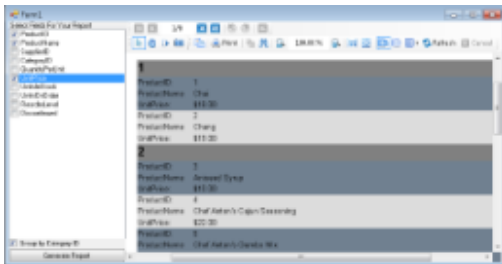 Form1
Select Fields For Your Report
ProductID
ProductName
SupplierID
CategoryID
QuantityPerUnit
UnitPrice
UnitsInStock
UnitsOnOrder
ReorderLevel
Discontinued
Group by Category ID
Generate Report
1/9
Print
100.00 %
Refresh
Cancel
1
ProductID: 1
ProductName: Chai
UnitPrice: $18.00
ProductID: 2
ProductName: Chang
UnitPrice: $19.00
2
ProductID: 3
ProductName: Aniseed Syrup
UnitPrice: $10.00
ProductID: 4
ProductName: Chef Anton's Cajun Seasoning
UnitPrice: $22.00
ProductID: 5
ProductName: Chef Anton's Gumbo Mix